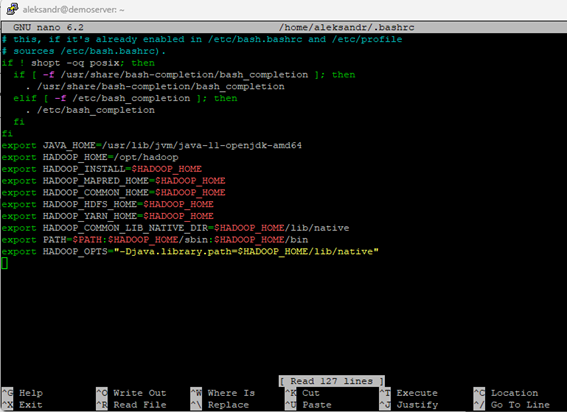 aleksandr@demoserver: ~
GNU nano 6.2 /home/aleksandr/.bashrc
# this, if it's already enabled in /etc/bash.bashrc and /etc/profile
# sources /etc/bash.bashrc).
if ! shopt -oq posix; then
  if [ -f /usr/share/bash-completion/bash_completion ]; then
    . /usr/share/bash-completion/bash_completion
  elif [ -f /etc/bash_completion ]; then
    . /etc/bash_completion
  fi
fi
export JAVA_HOME=/usr/lib/jvm/java-11-openjdk-amd64
export HADOOP_HOME=/opt/hadoop
export HADOOP_INSTALL=$HADOOP_HOME
export HADOOP_MAPRED_HOME=$HADOOP_HOME
export HADOOP_COMMON_HOME=$HADOOP_HOME
export HADOOP_HDFS_HOME=$HADOOP_HOME
export HADOOP_YARN_HOME=$HADOOP_HOME
export HADOOP_COMMON_LIB_NATIVE_DIR=$HADOOP_HOME/lib/native
export PATH=$PATH:$HADOOP_HOME/sbin:$HADOOP_HOME/bin
export HADOOP_OPTS="-Djava.library.path=$HADOOP_HOME/lib/native"
[ Read 127 lines ]
^G Help ^O Write Out ^W Where Is ^K Cut ^T Execute ^C Location
^X Exit ^R Read File ^\ Replace ^U Paste ^J Justify ^/ Go To Line